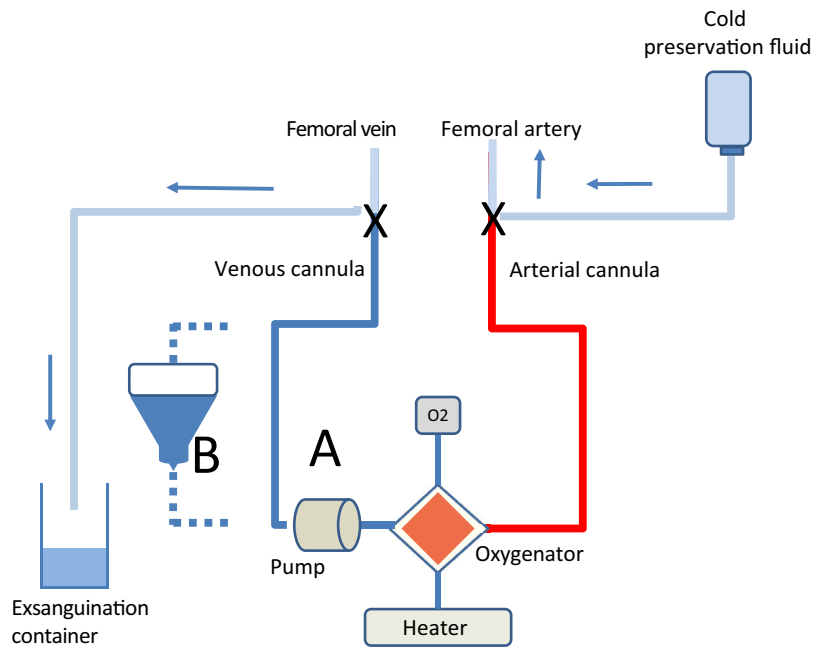 Cold
preservation fluid
Femoral vein
Femoral artery
X
X
Venous cannula
Arterial cannula
O2
A
B
Pump
Oxygenator
Exsanguination
container
Heater